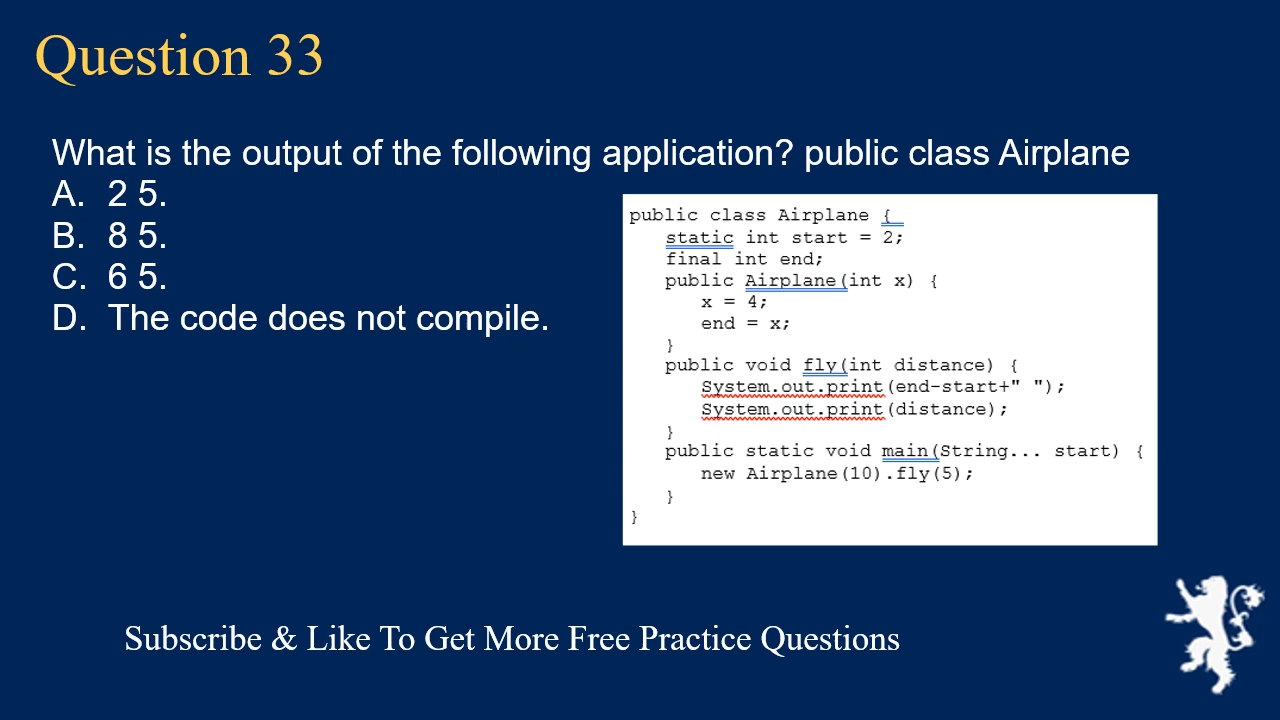 Question 33
What is the output of the following application? public class Airplane
A. 2 5.
B. 8 5.
C. 6 5.
D. The code does not compile.
public class Airplane {
static int start = 2;
final int end;
public Airplane(int x) {
x = 4;
end = x;
}
public void fly(int distance) {
System.out.print(end-start+" ");
System.out.print(distance);
}
public static void main(String... start) {
new Airplane(10).fly(5);
}
}
Subscribe & Like To Get More Free Practice Questions